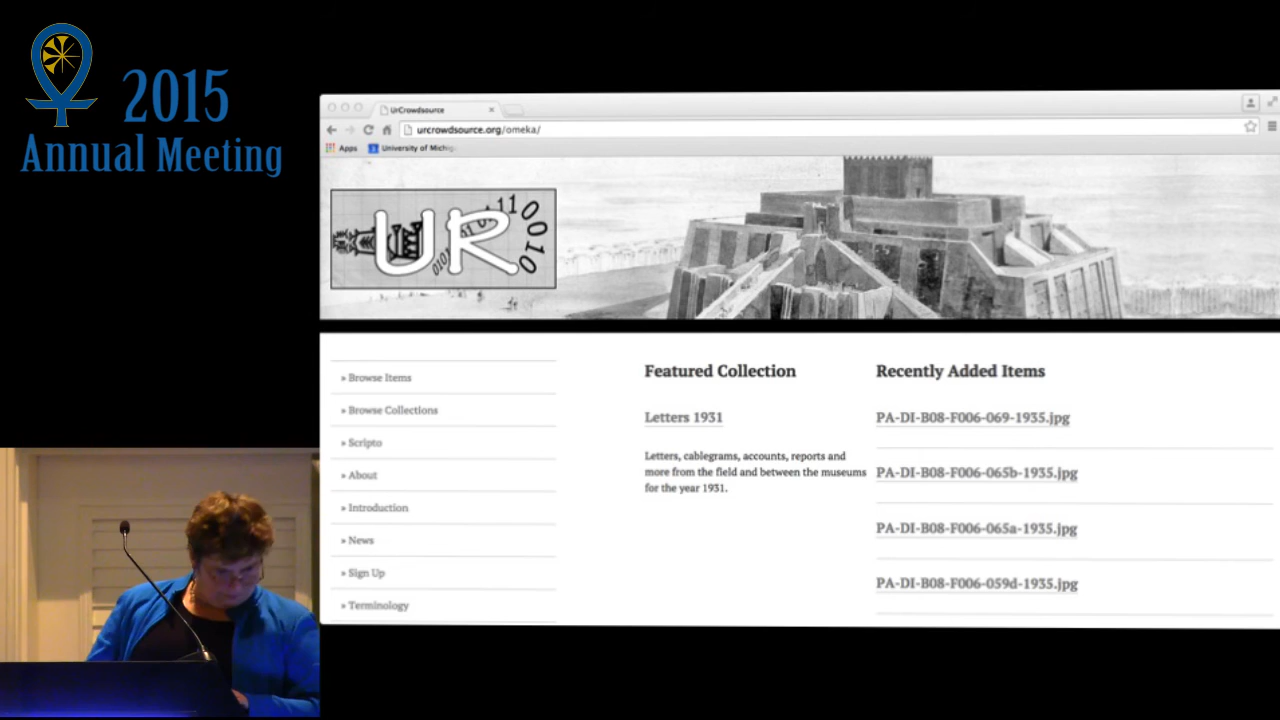 2015
Annual Meeting
UrCrowdsource
urcrowdsource.org/omeka/
Apps
University of Michig
UR
11
0010
» Browse Items
» Browse Collections
» Scripto
» About
» Introduction
» News
» Sign Up
» Terminology
Featured Collection
Letters 1931
Letters, cablegrams, accounts, reports and
more from the field and between the museums
for the year 1931.
Recently Added Items
PA-DI-B08-F006-069-1935.jpg
PA-DI-B08-F006-065b-1935.jpg
PA-DI-B08-F006-065a-1935.jpg
PA-DI-B08-F006-059d-1935.jpg